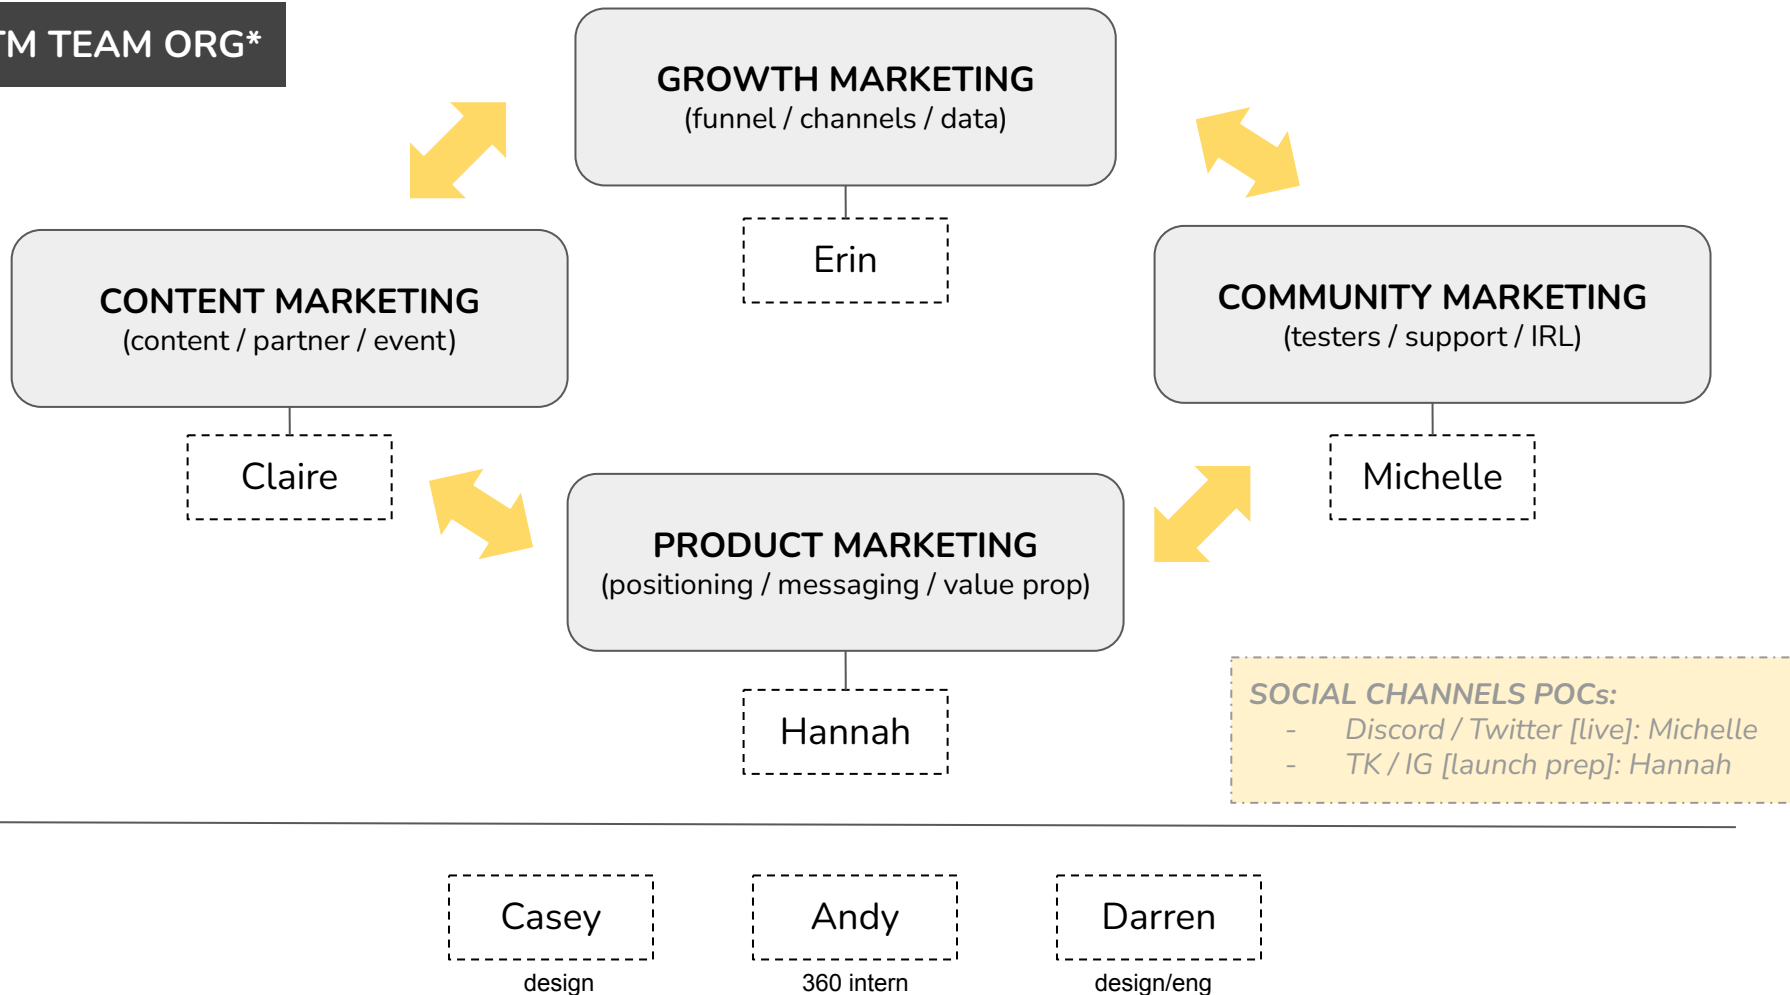 TM TEAM ORG*
GROWTH MARKETING
(funnel / channels / data)
Erin
CONTENT MARKETING
(content / partner / event)
Claire
COMMUNITY MARKETING
(testers / support / IRL)
Michelle
PRODUCT MARKETING
(positioning / messaging / value prop)
Hannah
SOCIAL CHANNELS POCs:
- Discord / Twitter [live]: Michelle
- TK / IG [launch prep]: Hannah
Casey
design
Andy
360 intern
Darren
design/eng